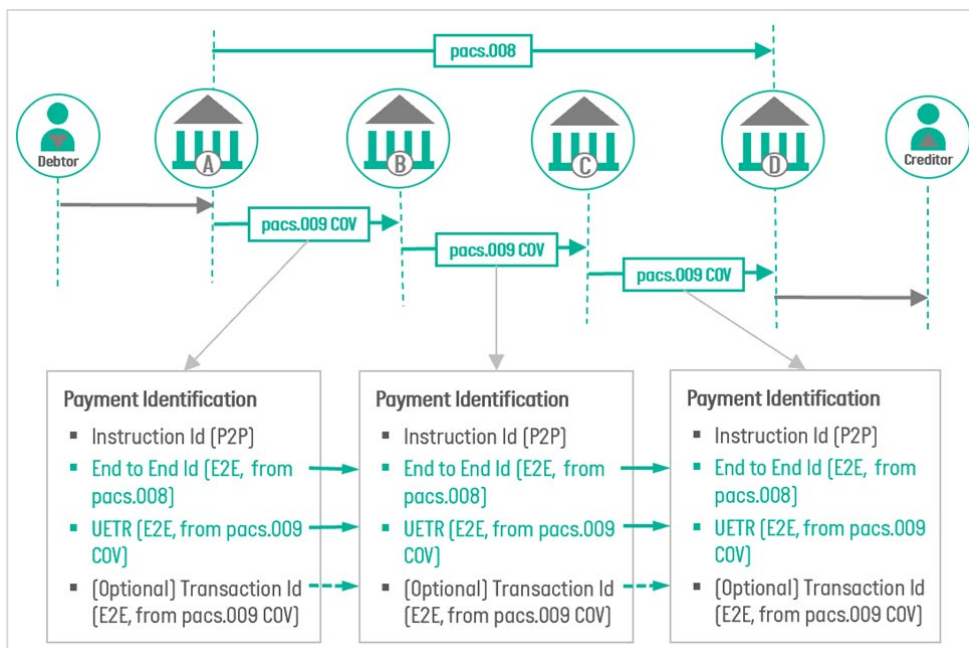 pacs.008
Debtor
A
B
C
D
Creditor
pacs.009 COV
pacs.009 COV
pacs.009 COV
Payment Identification
Instruction Id (P2P)
End to End Id (E2E, from
pacs.008)
UETR (E2E, from pacs.009
COV)
(Optional) Transaction Id
(E2E, from pacs.009 COV)
Payment Identification
Instruction Id (P2P)
End to End Id (E2E, from
pacs.008)
UETR (E2E, from pacs.009
COV)
(Optional) Transaction Id
(E2E, from pacs.009 COV)
Payment Identification
Instruction Id (P2P)
End to End Id (E2E, from
pacs.008)
UETR (E2E, from pacs.009
COV)
(Optional) Transaction Id
(E2E, from pacs.009 COV)